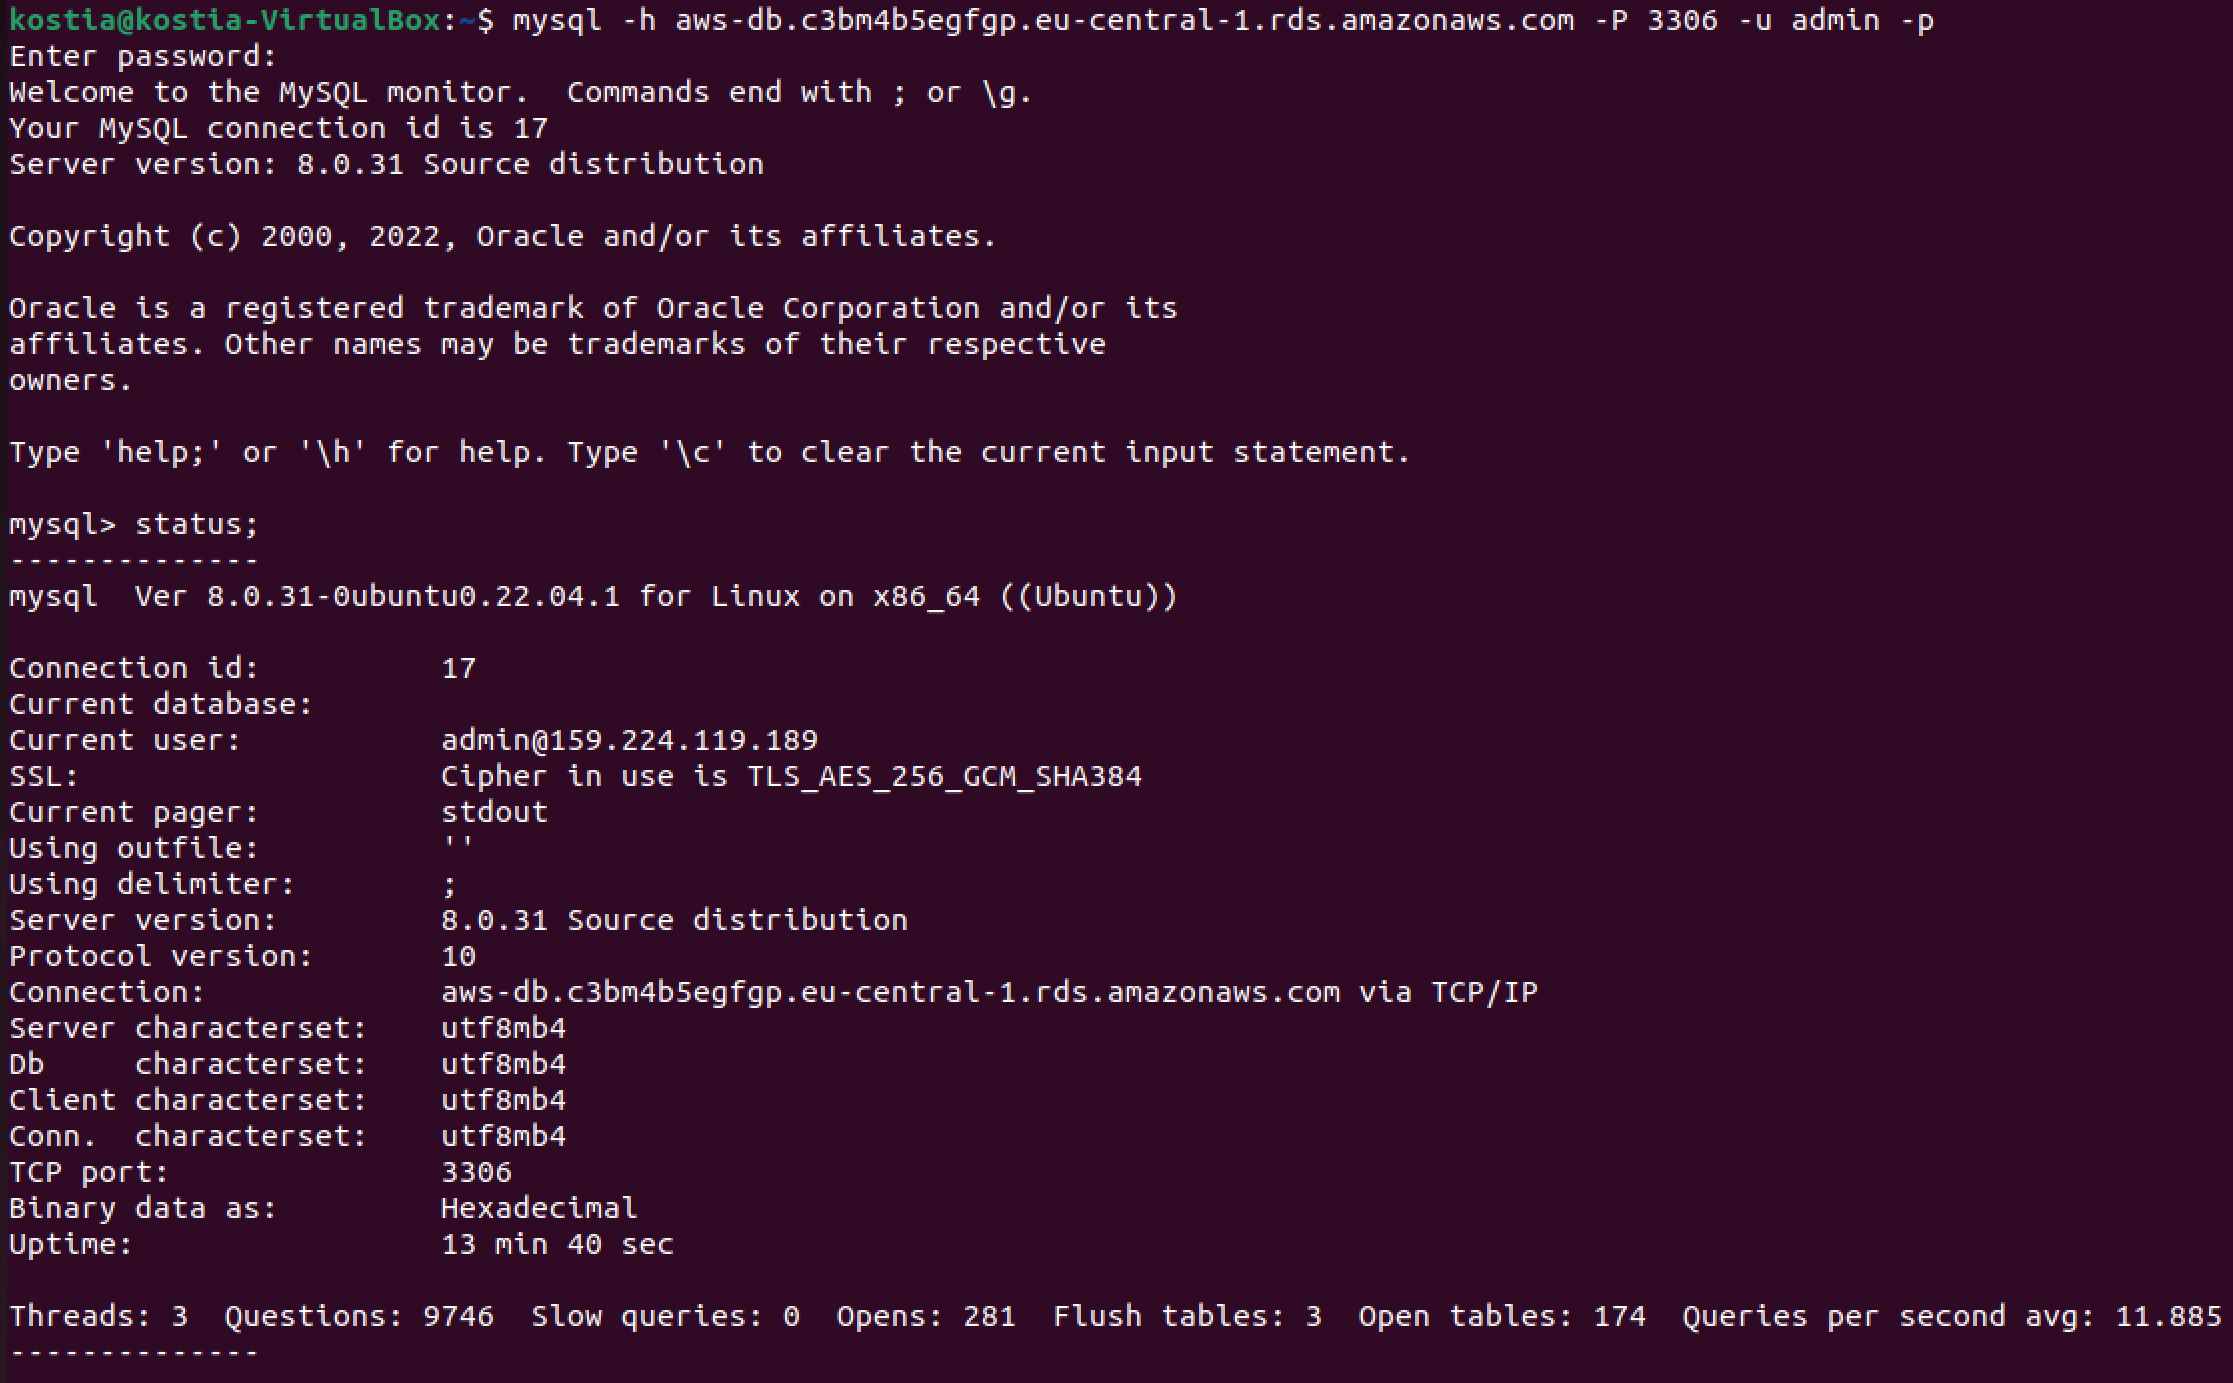 kostia@kostia-VirtualBox:~$ mysql -h aws-db.c3bm4b5egfgp.eu-central-1.rds.amazonaws.com -P 3306 -u admin -p
Enter password:
Welcome to the MySQL monitor.  Commands end with ; or \g.
Your MySQL connection id is 17
Server version: 8.0.31 Source distribution

Copyright (c) 2000, 2022, Oracle and/or its affiliates.

Oracle is a registered trademark of Oracle Corporation and/or its
affiliates. Other names may be trademarks of their respective
owners.

Type 'help;' or '\h' for help. Type '\c' to clear the current input statement.

mysql> status;
--------------
mysql  Ver 8.0.31-0ubuntu0.22.04.1 for Linux on x86_64 ((Ubuntu))

Connection id:          17
Current database:
Current user:           admin@159.224.119.189
SSL:                    Cipher in use is TLS_AES_256_GCM_SHA384
Current pager:          stdout
Using outfile:          ''
Using delimiter:        ;
Server version:         8.0.31 Source distribution
Protocol version:       10
Connection:             aws-db.c3bm4b5egfgp.eu-central-1.rds.amazonaws.com via TCP/IP
Server characterset:    utf8mb4
Db     characterset:    utf8mb4
Client characterset:    utf8mb4
Conn.  characterset:    utf8mb4
TCP port:               3306
Binary data as:         Hexadecimal
Uptime:                 13 min 40 sec

Threads: 3  Questions: 9746  Slow queries: 0  Opens: 281  Flush tables: 3  Open tables: 174  Queries per second avg: 11.885
--------------